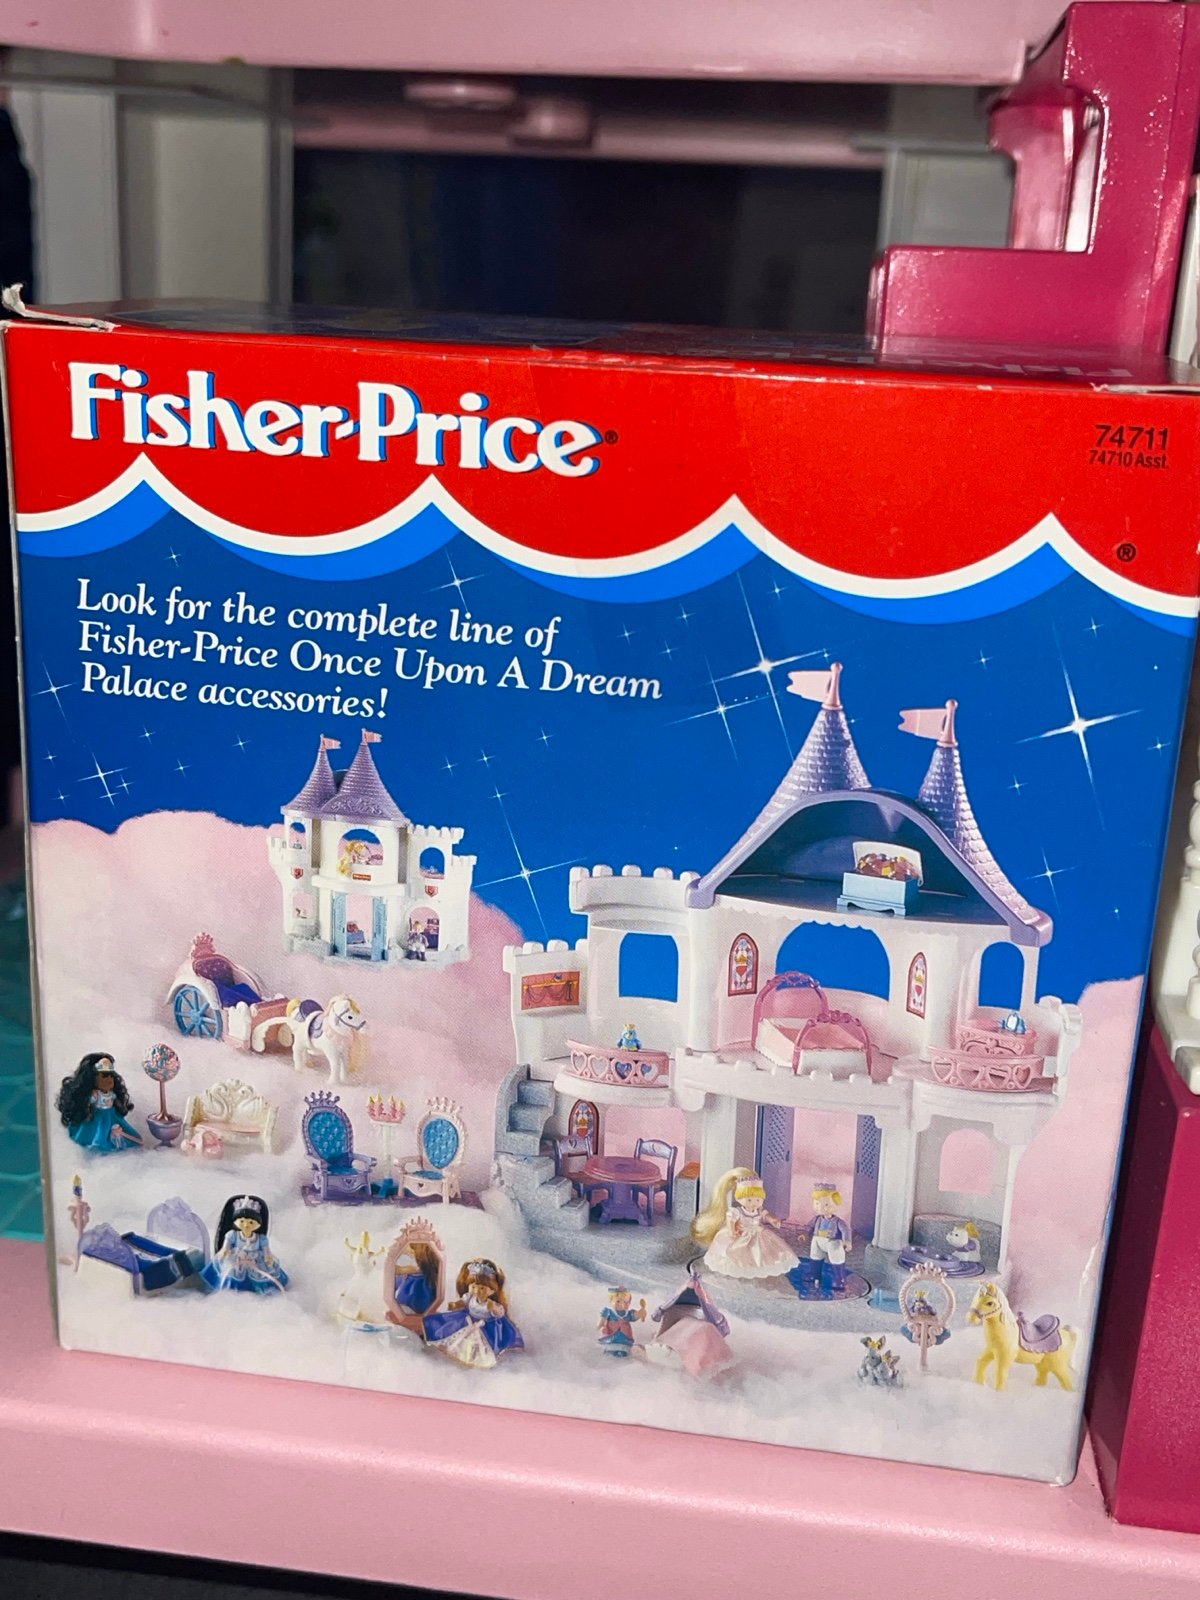 Fisher-Price®
74711
74710 Asst.
®
Look for the complete line of
Fisher-Price Once Upon A Dream
Palace accessories!